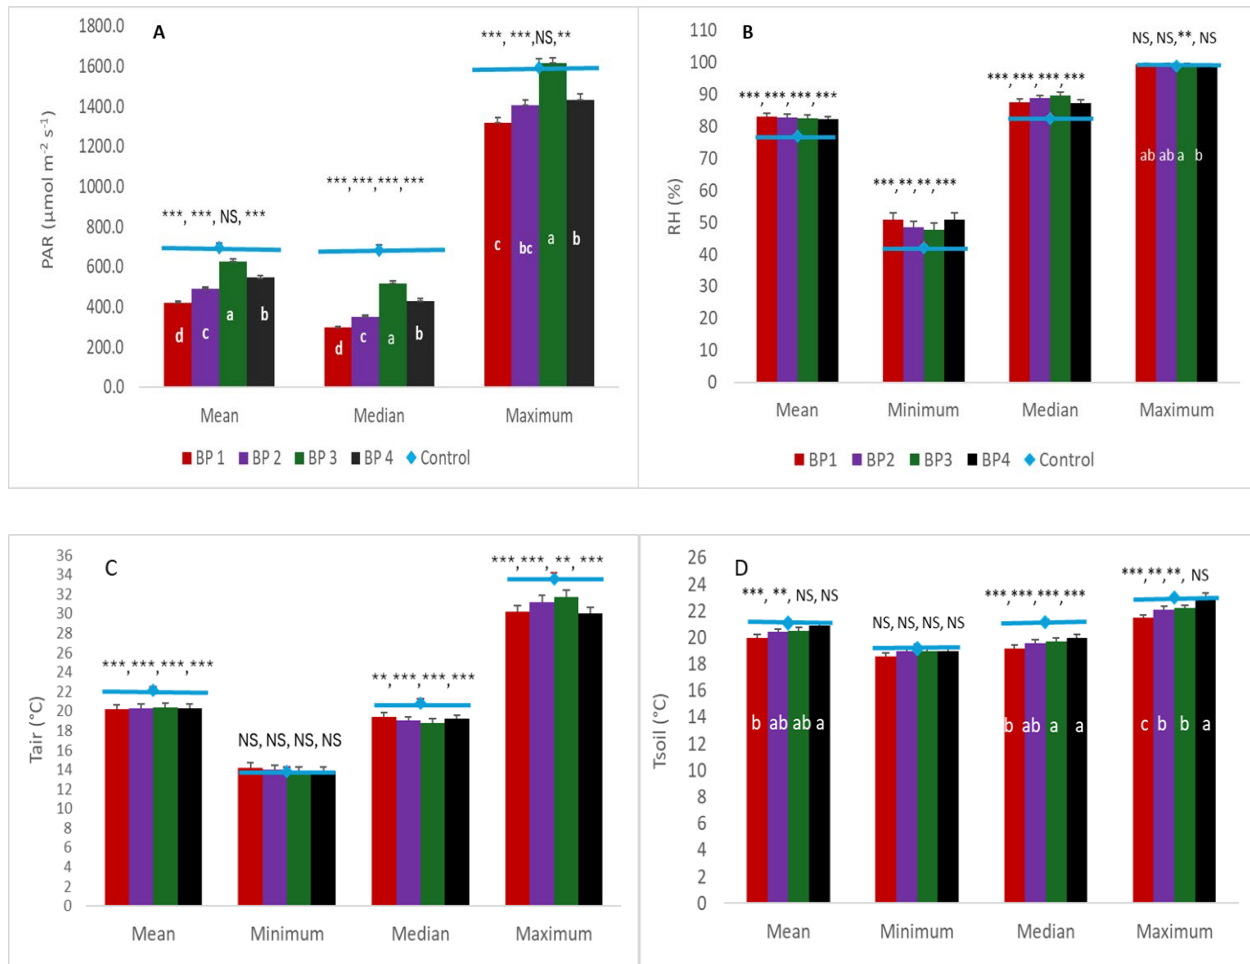 A
PAR (µmol m⁻² s⁻¹)
1800.0
1600.0
1400.0
1200.0
1000.0
800.0
600.0
400.0
200.0
0.0
***, ***, NS, ***
***,***,***,***
***, ***,NS,**
d c a b
d c a b
c bc a b
Mean Median Maximum
BP 1 BP 2 BP 3 BP 4 Control
B
RH (%)
110
100
90
80
70
60
50
40
30
20
10
0
***,***,***,***
***,**,**,***
***,***,***,***
NS, NS,**, NS
ab ab a b
Mean Minimum Median Maximum
BP1 BP2 BP3 BP4 Control
C
Tair (°C)
36
34
32
30
28
26
24
22
20
18
16
14
12
10
8
6
4
2
0
***,***,***,***
NS, NS, NS, NS
**,***,***,***
***,***, **, ***
Mean Minimum Median Maximum
D
Tsoil (°C)
26
24
22
20
18
16
14
12
10
8
6
4
2
0
***, **, NS, NS
NS, NS, NS, NS
***,***,***,***
***,**,**, NS
b ab ab a
b ab a a
c b b a
Mean Minimum Median Maximum